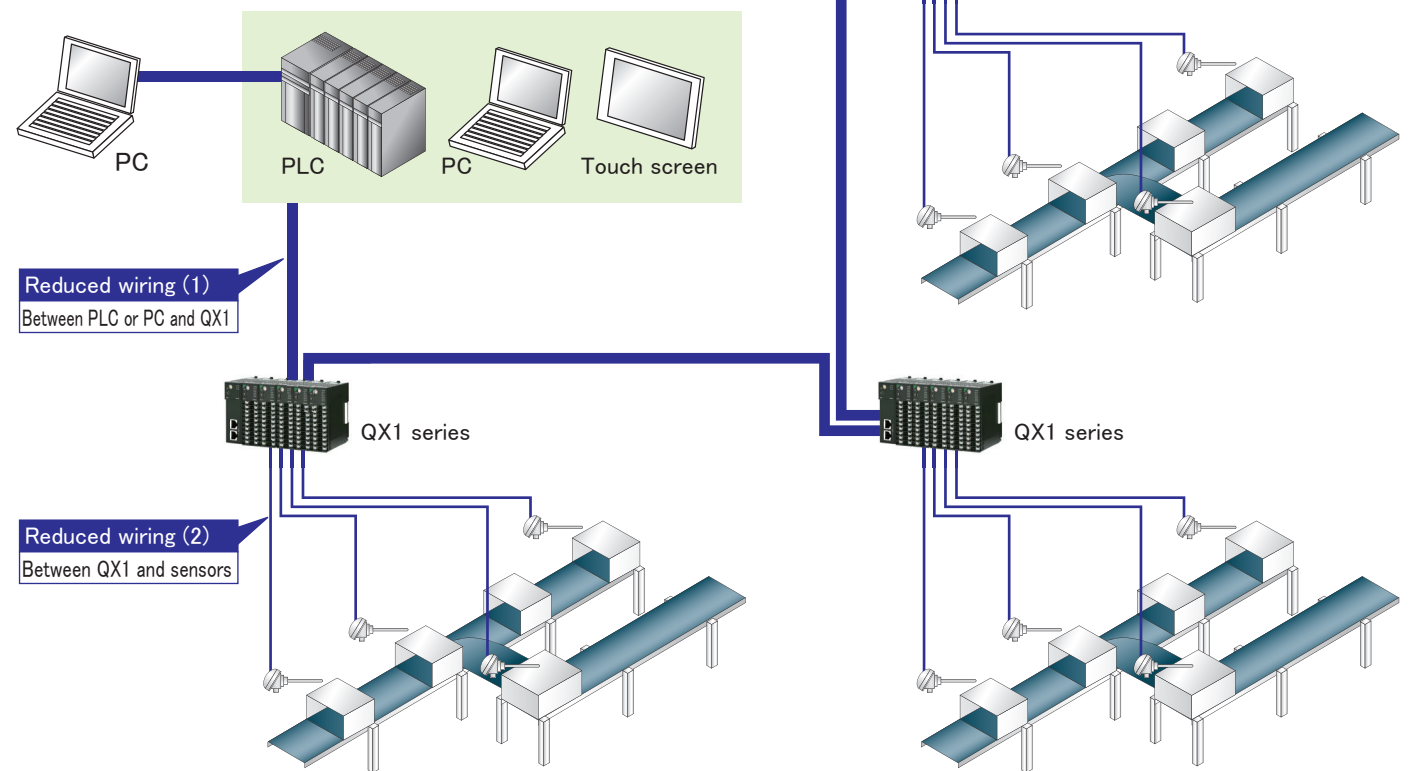 PC
PLC
PC
Touch screen
Reduced wiring (1)
Between PLC or PC and QX1
QX1 series
QX1 series
Reduced wiring (2)
Between QX1 and sensors